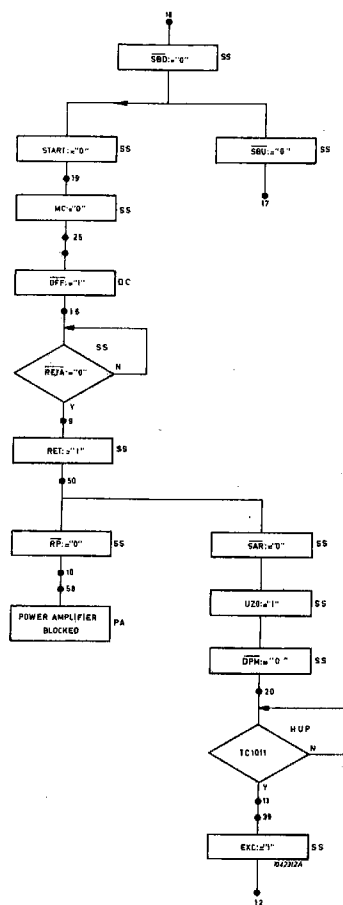 18
SBD:="0" SS
START:="0" SS
SBU:="0" SS
19
17
MC:="0" SS
25
OFF:="1" OC
16
SS
REFA:="0" N
Y
9
RET:="1" SS
50
RP:="0" SS
SAR:="0" SS
10
58
UZ0:="1" SS
POWER AMPLIFIER
BLOCKED PA
DPM:="0" SS
20
HUP
TC1011 N
Y
13
39
EXC:="1" SS
12